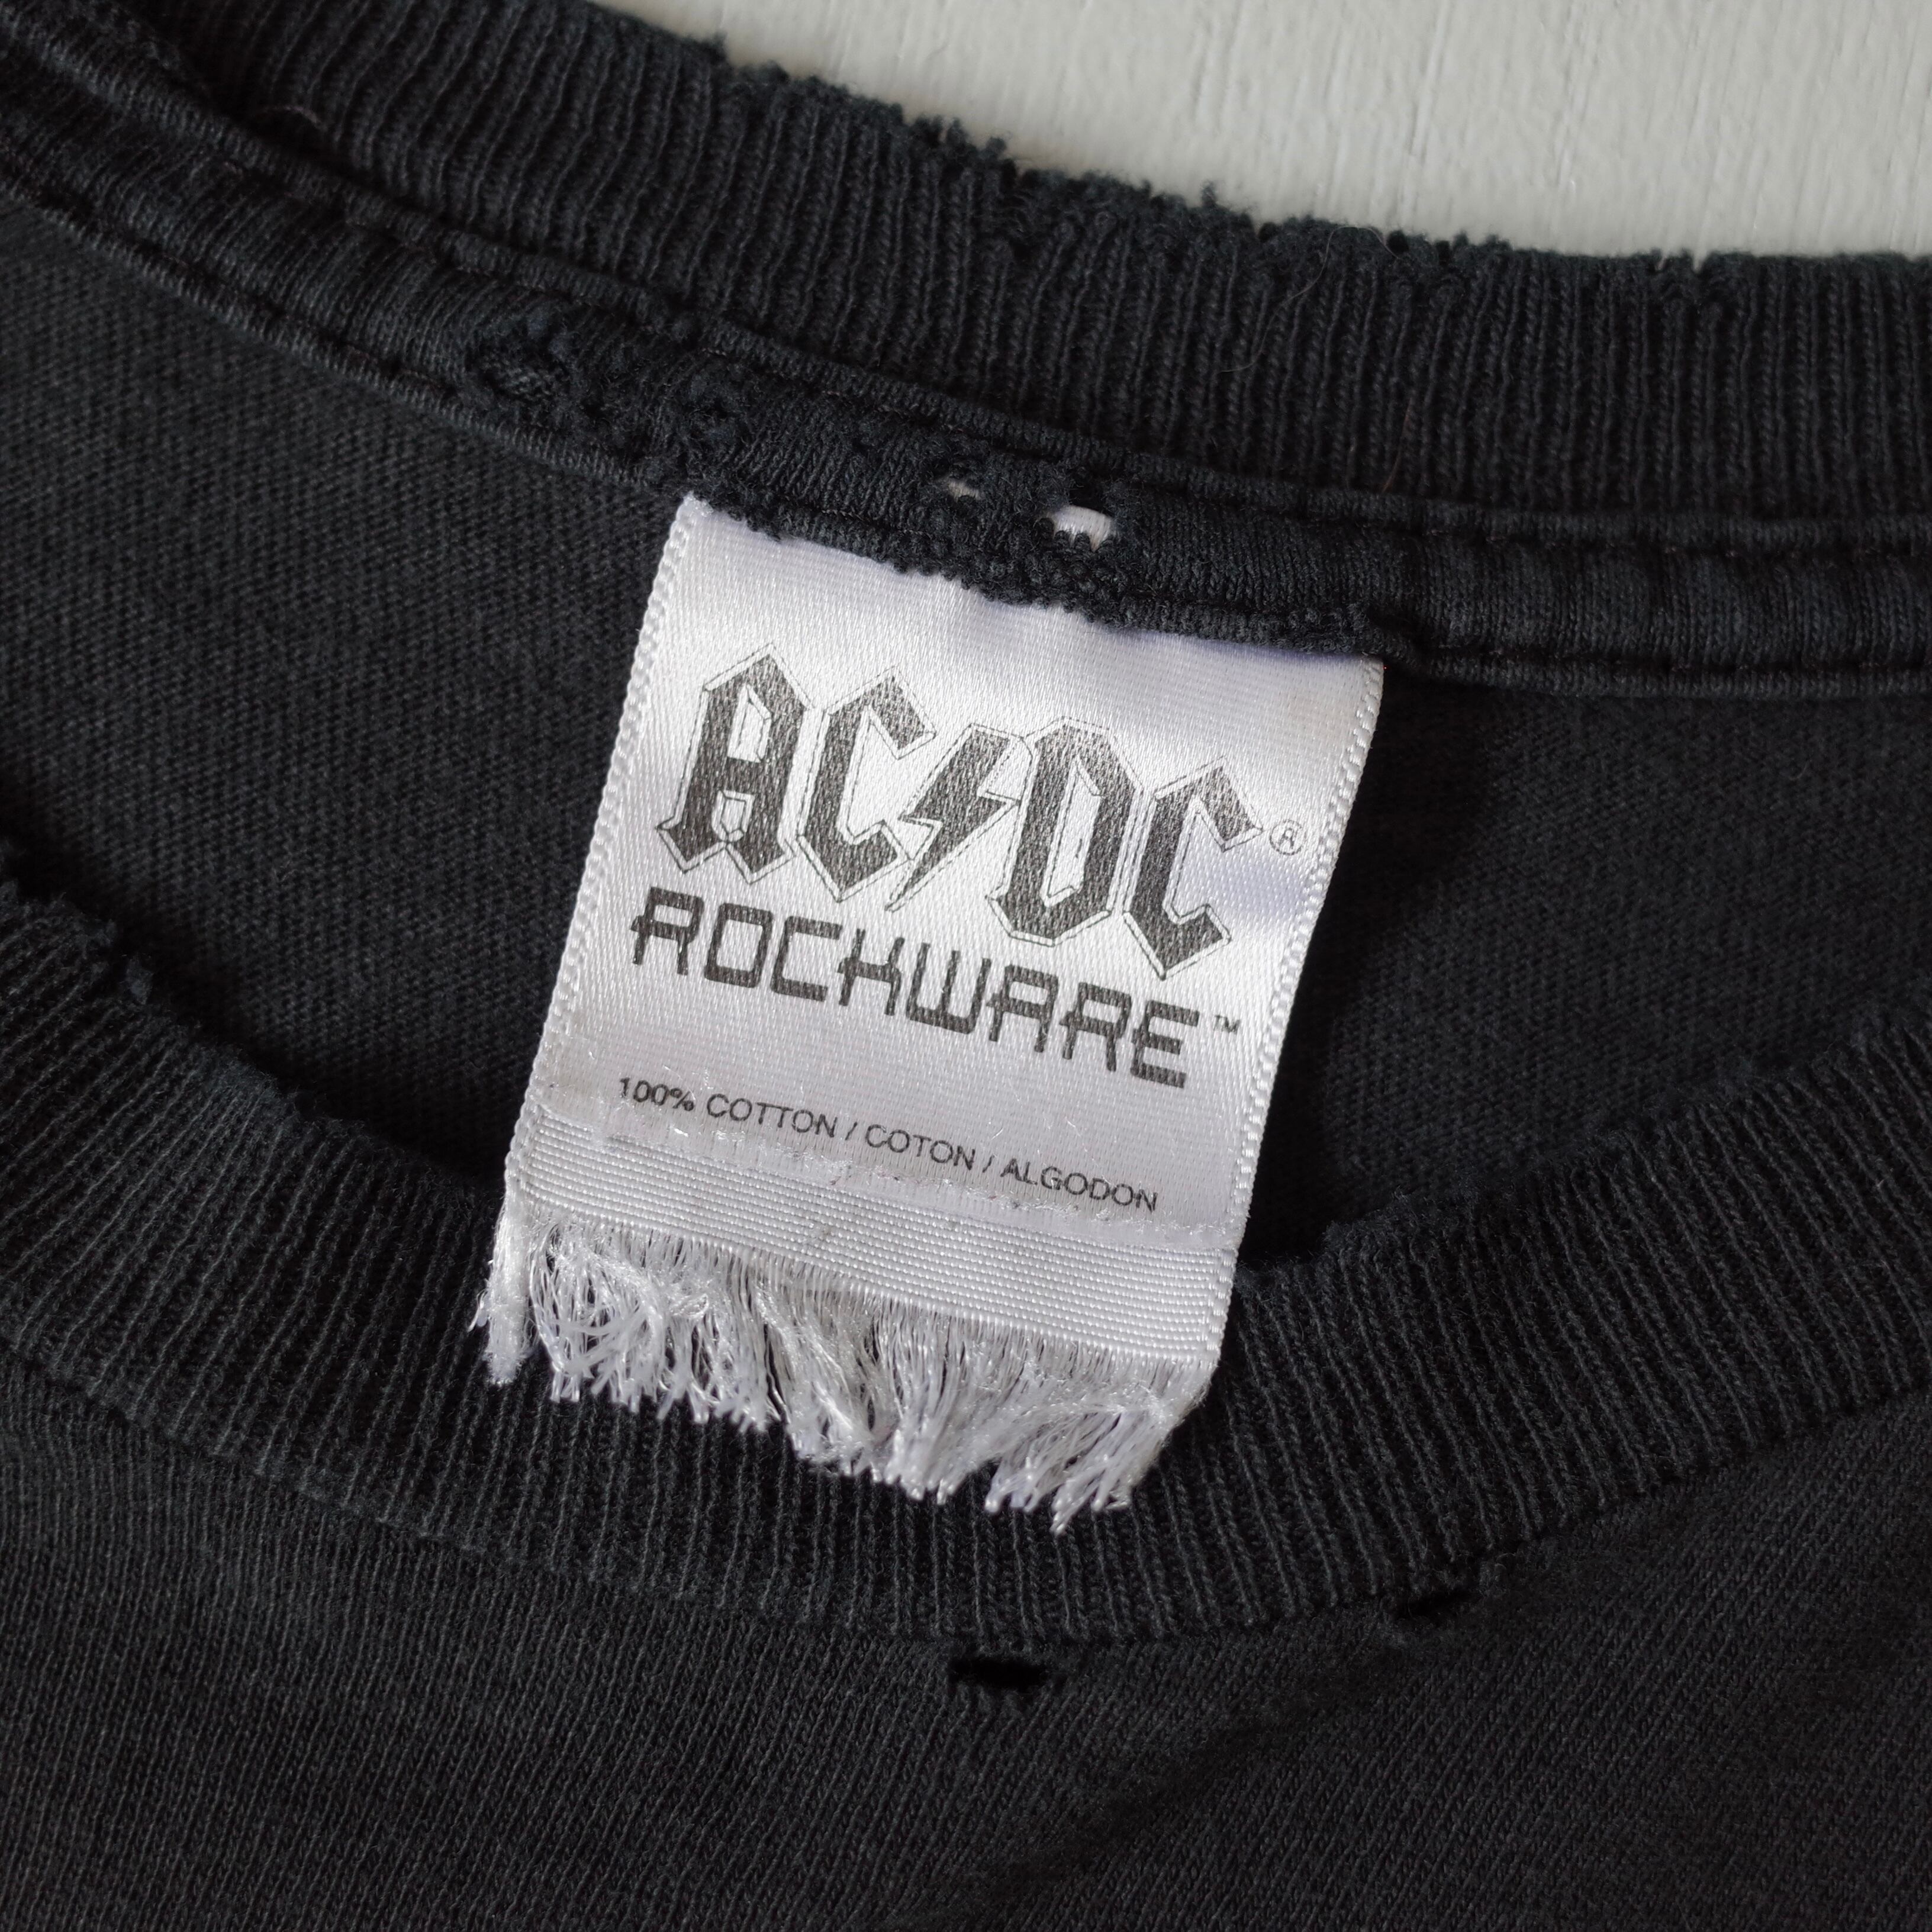 AC⚡DC®
ROCKWARE™
100% COTTON / COTON / ALGODON